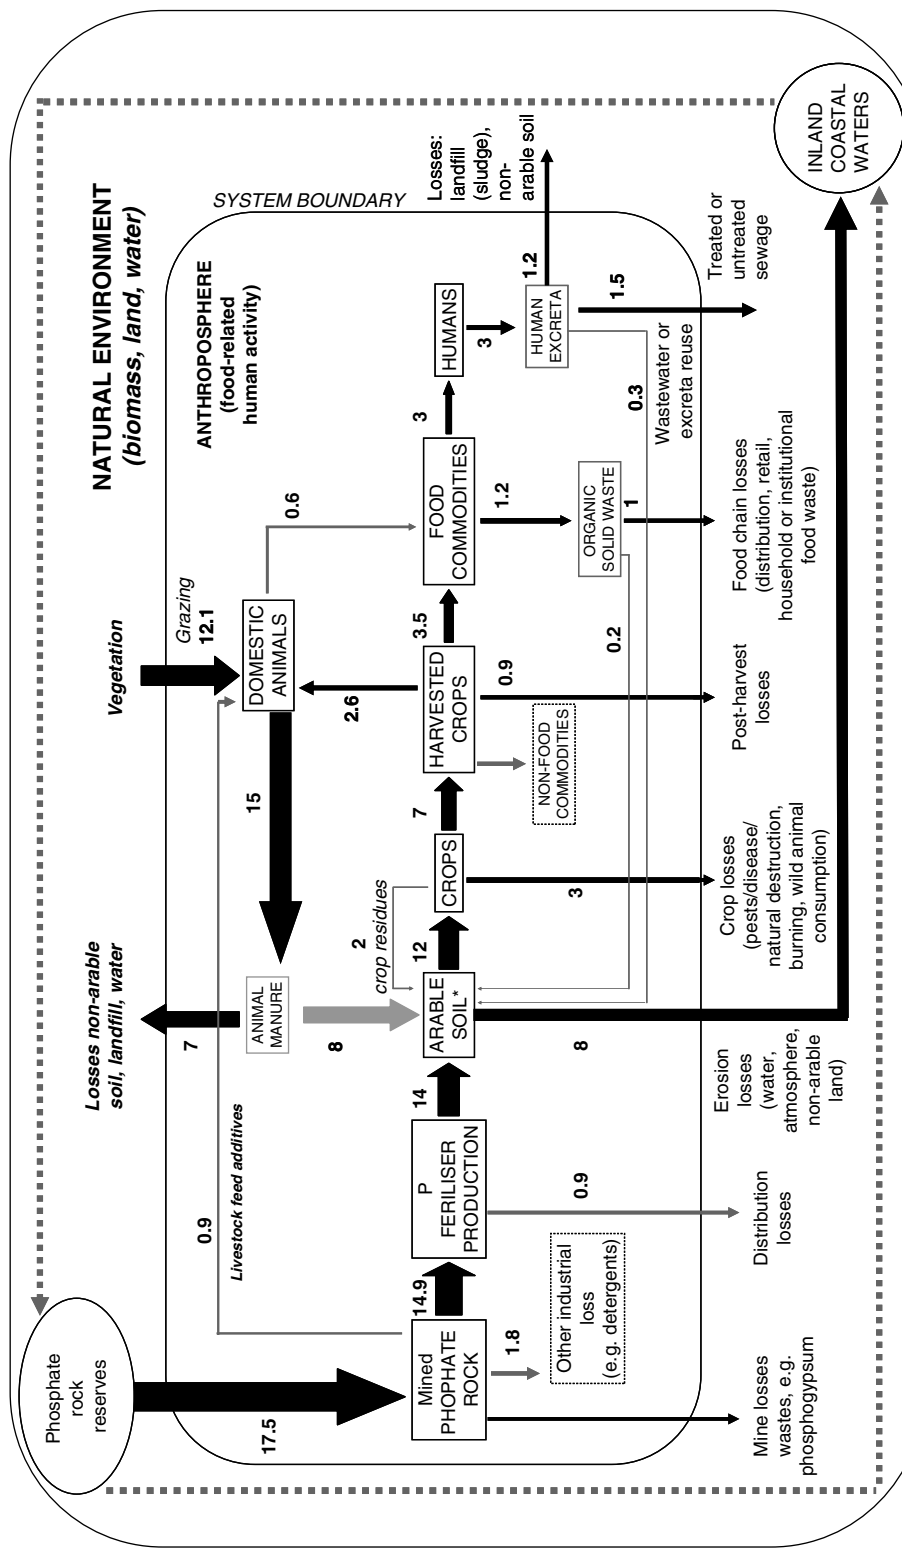 NATURAL ENVIRONMENT
(biomass, land, water)
SYSTEM BOUNDARY
ANTHROPOSPHERE
(food-related
human activity)
Phosphate
rock
reserves
17.5
0.9
Livestock feed additives
Losses non-arable
soil, landfill, water
7
ANIMAL
MANURE
8
15
Vegetation
Grazing
12.1
DOMESTIC
ANIMALS
0.6
2.6
2
crop residues
Mined
PHOPHATE
ROCK
14.9
P
FERILISER
PRODUCTION
14
ARABLE
SOIL*
12
CROPS
7
HARVESTED
CROPS
3.5
FOOD
COMMODITIES
3
HUMANS
3
HUMAN
EXCRETA
1.2
Losses:
landfill
(sludge),
non-
arable soil
1.5
0.3
Wastewater or
excreta reuse
1.2
ORGANIC
SOLID WASTE
1
0.2
0.9
NON-FOOD
COMMODITIES
3
8
0.9
1.8
Other industrial
loss
(e.g. detergents)
Mine losses
wastes, e.g.
phosphogypsum
Distribution
losses
Erosion
losses
(water,
atmosphere,
non-arable
land)
Crop losses
(pests/disease/
natural destruction,
burning, wild animal
consumption)
Post-harvest
losses
Food chain losses
(distribution, retail,
household or institutional
food waste)
Treated or
untreated
sewage
INLAND
COASTAL
WATERS